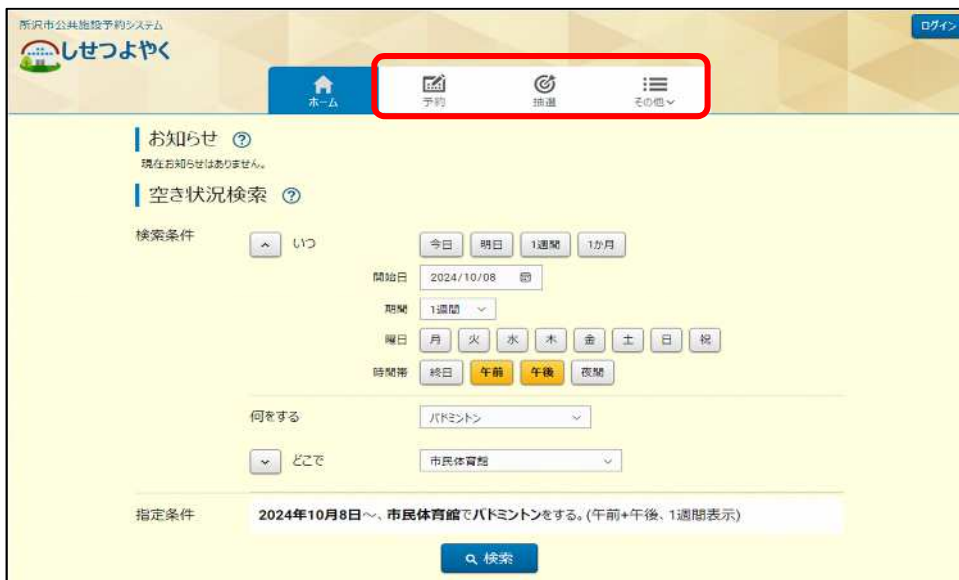 所沢市公共施設予約システム
しせつよやく
ログイン
ホーム 予約 抽選 その他
お知らせ ?
現在お知らせはありません。
空き状況検索 ?
検索条件 いつ 今日 明日 1週間 1か月
開始日 2024/10/08
期間 1週間
曜日 月 火 水 木 金 土 日 祝
時間帯 終日 午前 午後 夜間
何をする バドミントン
どこで 市民体育館
指定条件 2024年10月8日～、市民体育館でバドミントンをする。(午前+午後、1週間表示)
検索